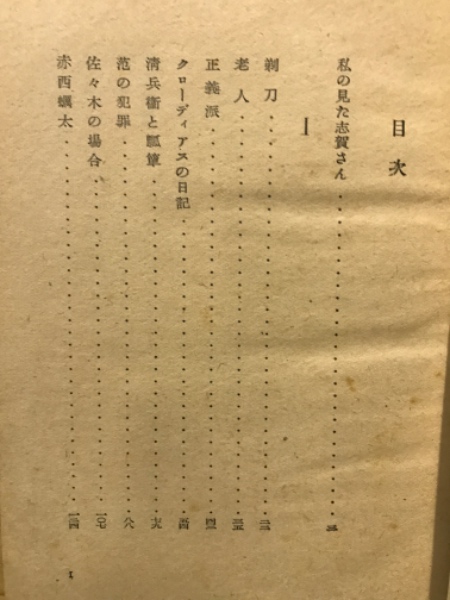 目次
私の見た志賀さん
I
剃刀
老人
正義派
クローディアスの日記
清兵衛と瓢箪
范の犯罪
佐々木の場合
赤西蠣太